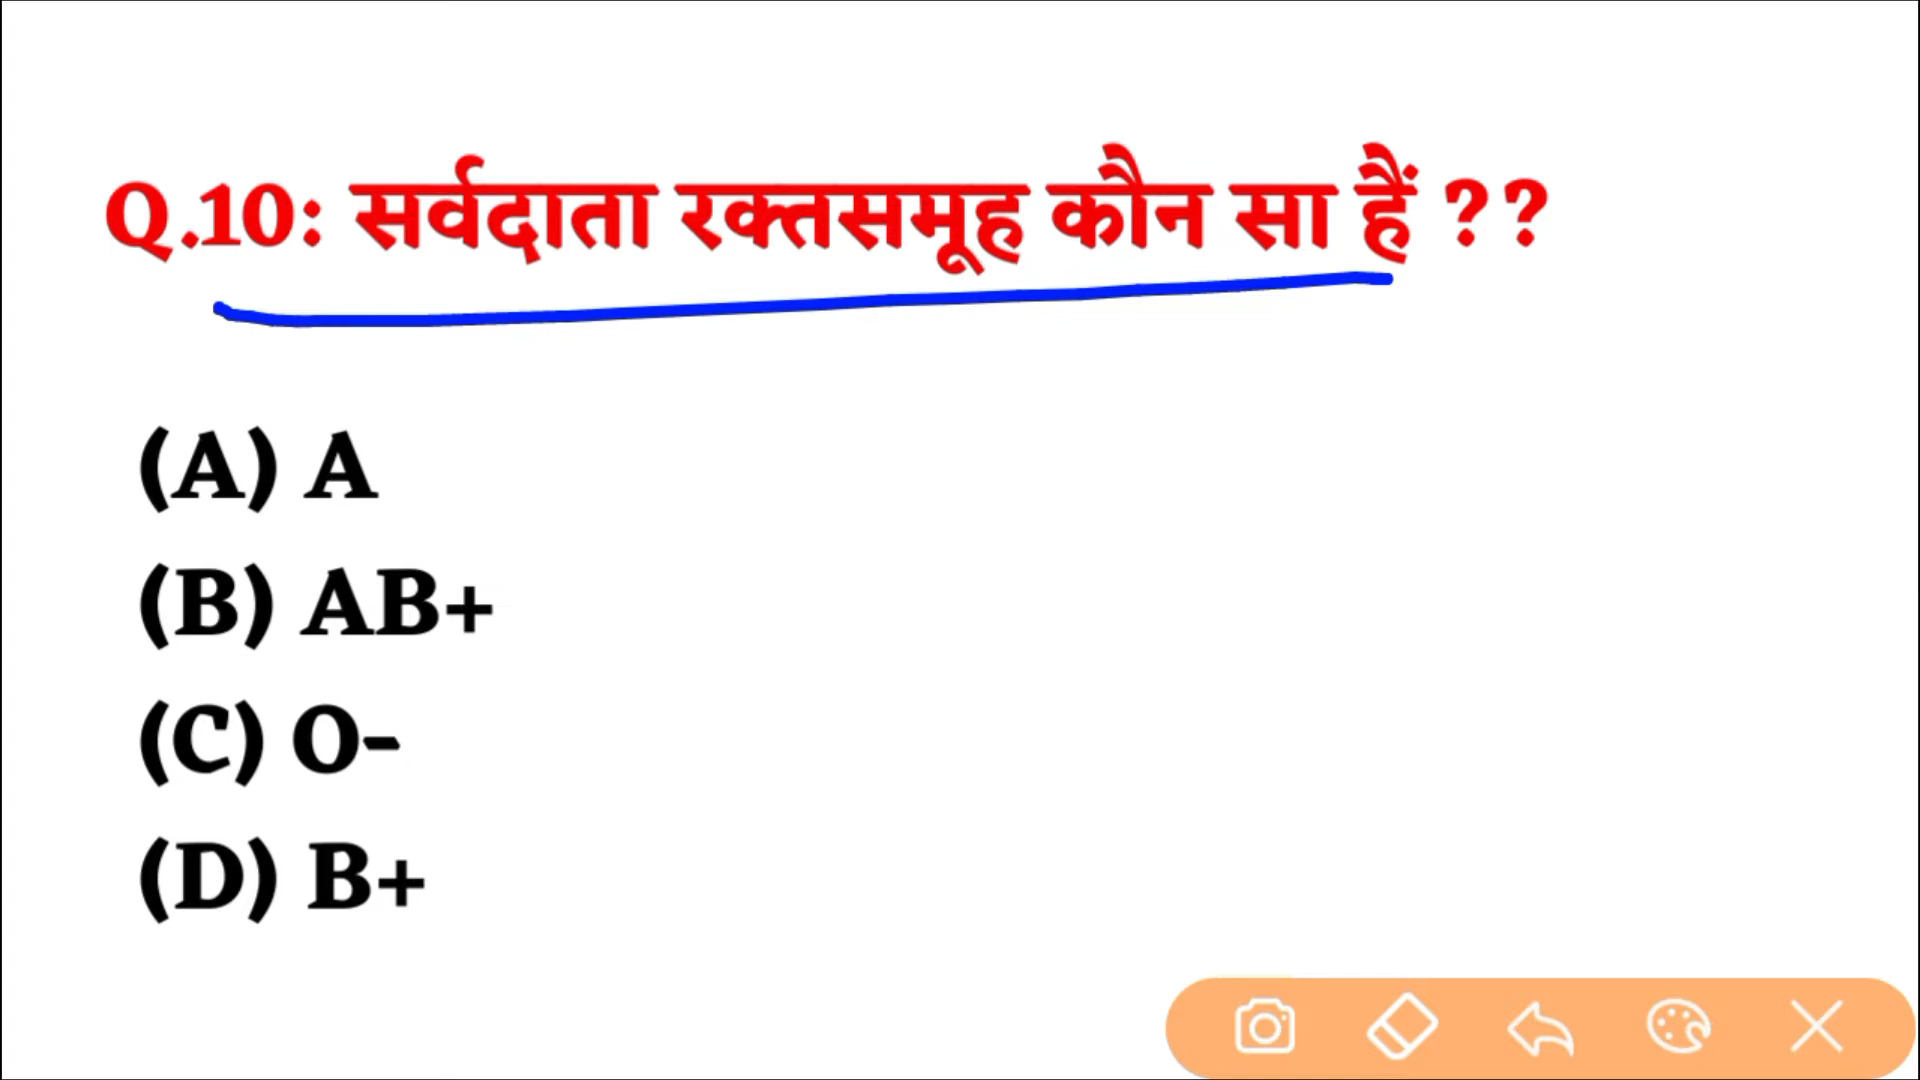 Q.10: सर्वदाता रक्तसमूह कौन सा हैं ??
(A) A
(B) AB+
(C) O-
(D) B+